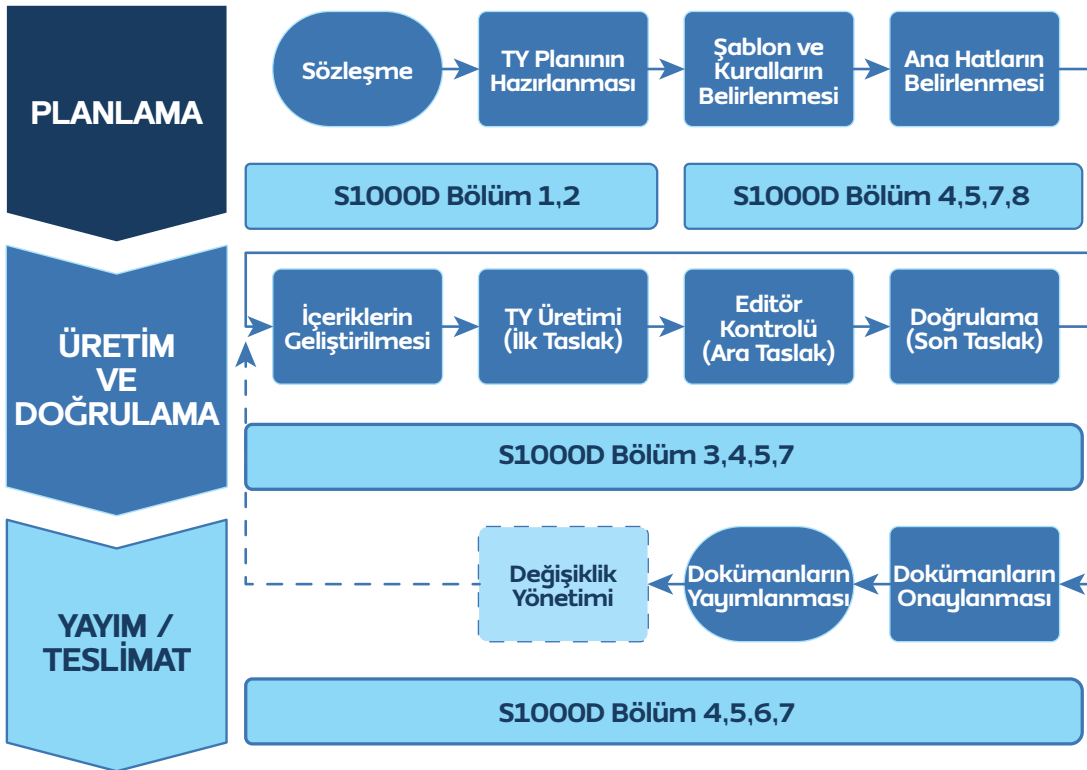 PLANLAMA
Sözleşme
TY Planının
Hazırlanması
Şablon ve
Kuralların
Belirlenmesi
Ana Hatların
Belirlenmesi
S1000D Bölüm 1,2
S1000D Bölüm 4,5,7,8
ÜRETİM
VE
DOĞRULAMA
İçeriklerin
Geliştirilmesi
TY Üretimi
(İlk Taslak)
Editör
Kontrolü
(Ara Taslak)
Doğrulama
(Son Taslak)
S1000D Bölüm 3,4,5,7
YAYIM /
TESLİMAT
Değişiklik
Yönetimi
Dokümanların
Yayımlanması
Dokümanların
Onaylanması
S1000D Bölüm 4,5,6,7